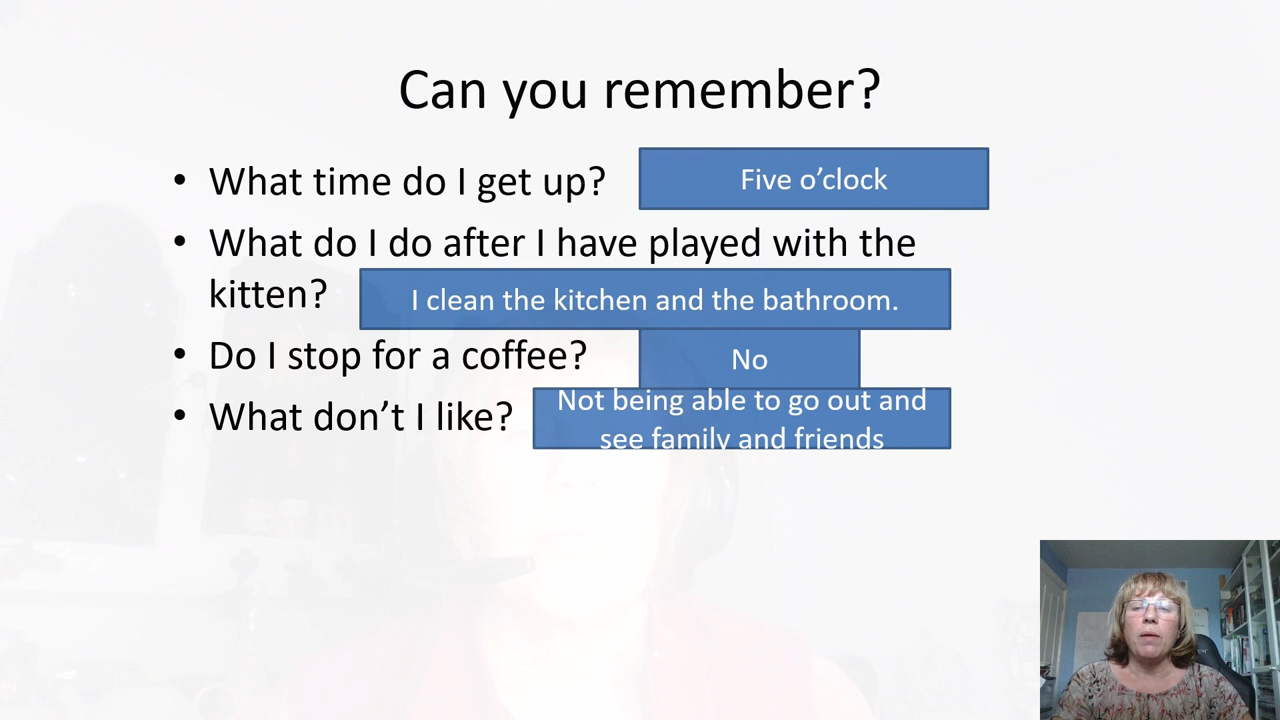 Can you remember?
• What time do I get up? Five o’clock
• What do I do after I have played with the
kitten? I clean the kitchen and the bathroom.
• Do I stop for a coffee? No
• What don’t I like? Not being able to go out and
see family and friends